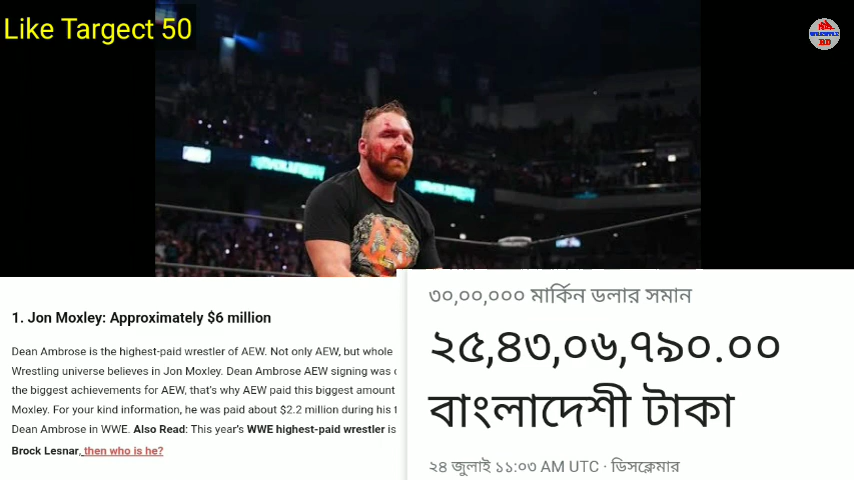 Like Targect 50
WRESTLE
BD
1. Jon Moxley: Approximately $6 million
Dean Ambrose is the highest-paid wrestler of AEW. Not only AEW, but whole
Wrestling universe believes in Jon Moxley. Dean Ambrose AEW signing was
the biggest achievements for AEW, that's why AEW paid this biggest amount
Moxley. For your kind information, he was paid about $2.2 million during his
Dean Ambrose in WWE. Also Read: This year's WWE highest-paid wrestler is
Brock Lesnar, then who is he?
৩০,০০,০০০ মার্কিন ডলার সমান
২৫,৪৩,০৬,৭৯০.০০
বাংলাদেশী টাকা
২৪ জুলাই ১১:০৩ AM UTC · ডিসক্লেমার